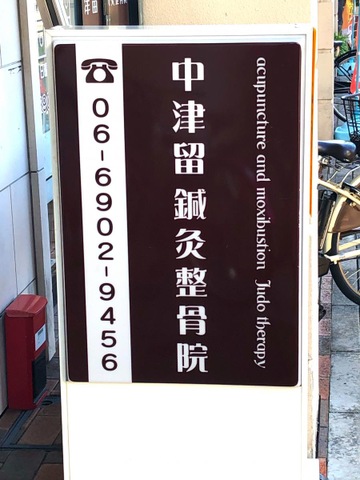 acupuncture and moxibustion Judo therapy
中津留鍼灸整骨院
☎06-6902-9456